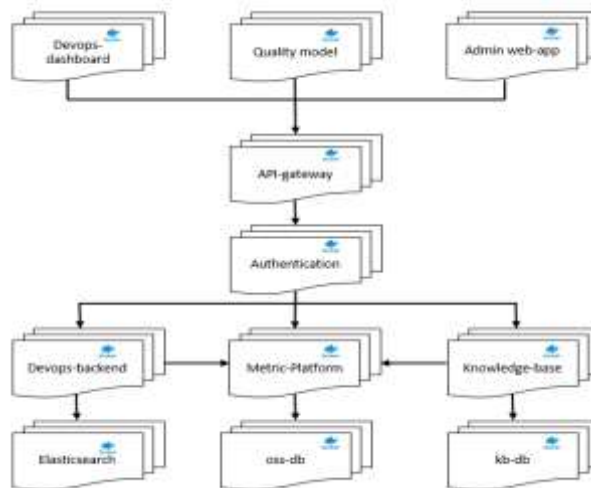 Devops-
dashboard
Quality model
Admin web-app
API-gateway
Authentication
Devops-backend
Metric-Platform
Knowledge-base
Elasticsearch
oss-db
kb-db